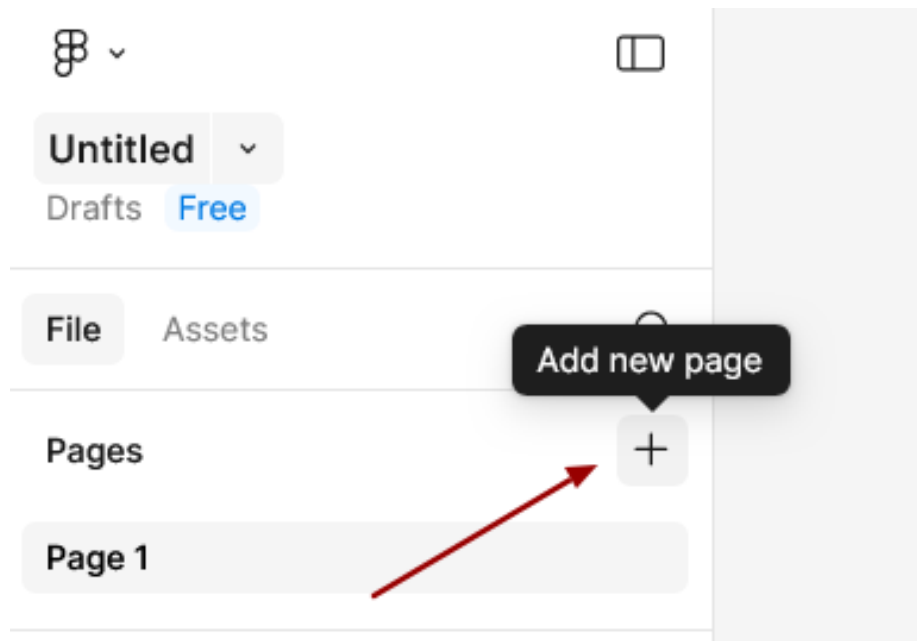 Untitled
Drafts Free
File Assets
Add new page
Pages
Page 1